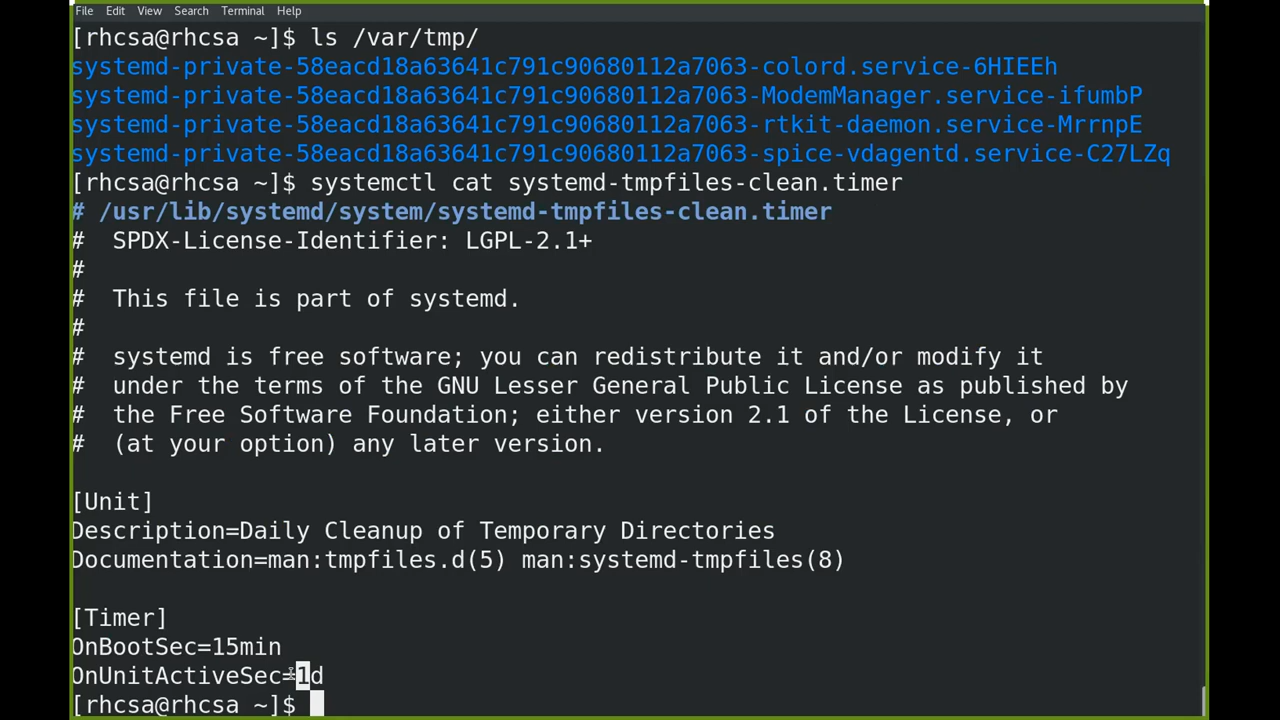 File Edit View Search Terminal Help
[rhcsa@rhcsa ~]$ ls /var/tmp/
systemd-private-58eacd18a63641c791c90680112a7063-colord.service-6HIEEh
systemd-private-58eacd18a63641c791c90680112a7063-ModemManager.service-ifumbP
systemd-private-58eacd18a63641c791c90680112a7063-rtkit-daemon.service-MrrnpE
systemd-private-58eacd18a63641c791c90680112a7063-spice-vdagentd.service-C27LZq
[rhcsa@rhcsa ~]$ systemctl cat systemd-tmpfiles-clean.timer
# /usr/lib/systemd/system/systemd-tmpfiles-clean.timer
#  SPDX-License-Identifier: LGPL-2.1+
#
#  This file is part of systemd.
#
#  systemd is free software; you can redistribute it and/or modify it
#  under the terms of the GNU Lesser General Public License as published by
#  the Free Software Foundation; either version 2.1 of the License, or
#  (at your option) any later version.
[Unit]
Description=Daily Cleanup of Temporary Directories
Documentation=man:tmpfiles.d(5) man:systemd-tmpfiles(8)
[Timer]
OnBootSec=15min
OnUnitActiveSec=1d
[rhcsa@rhcsa ~]$